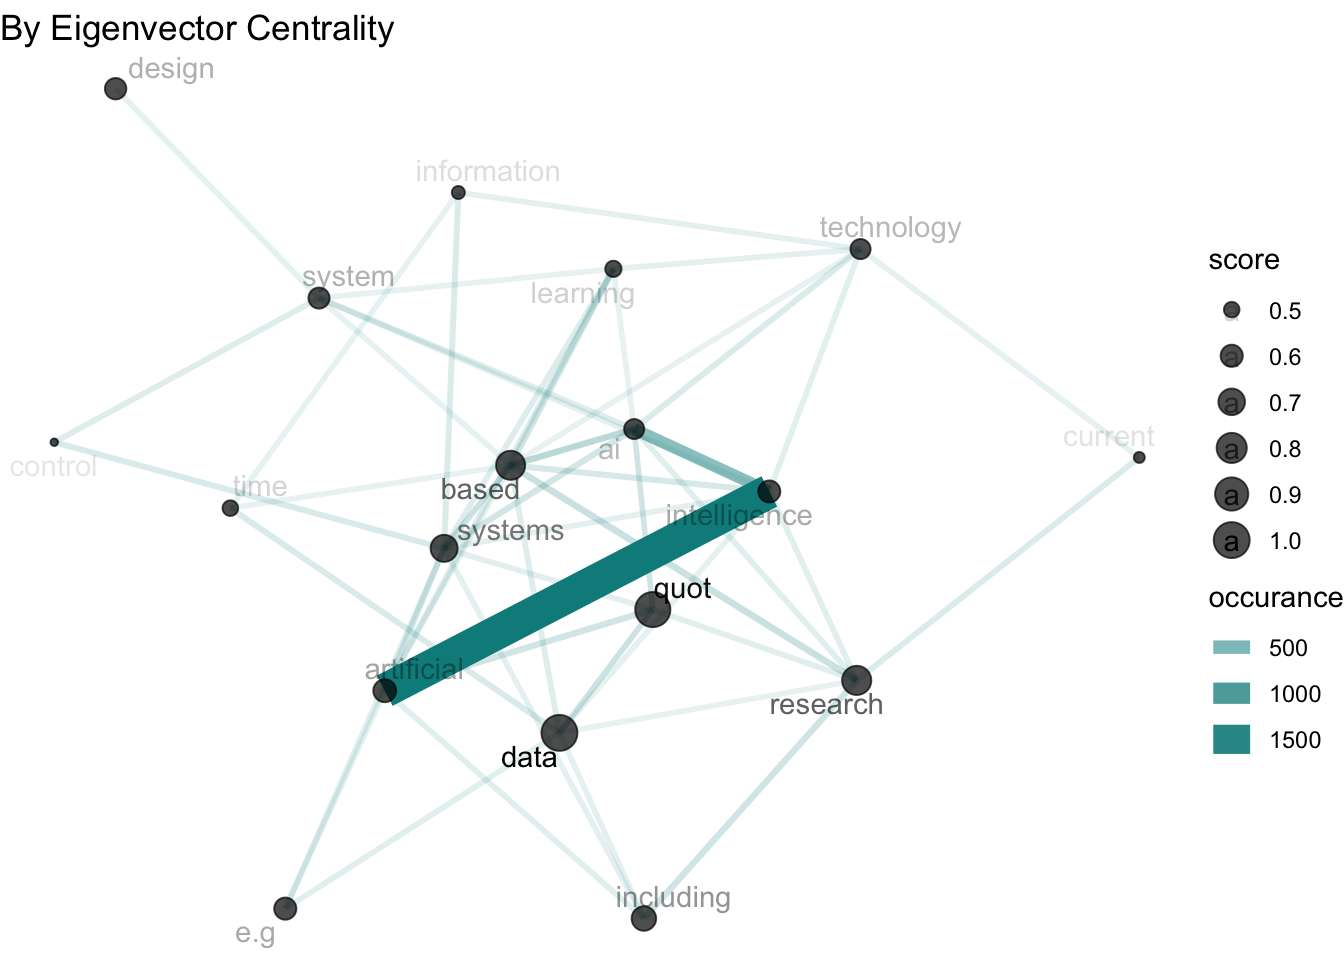 By Eigenvector Centrality
design
information
technology
system
learning
current
ai
control
time
based
intelligence
systems
quot
artificial
research
data
including
e.g
score
a 0.5
a 0.6
a 0.7
a 0.8
a 0.9
a 1.0
occurance
500
1000
1500